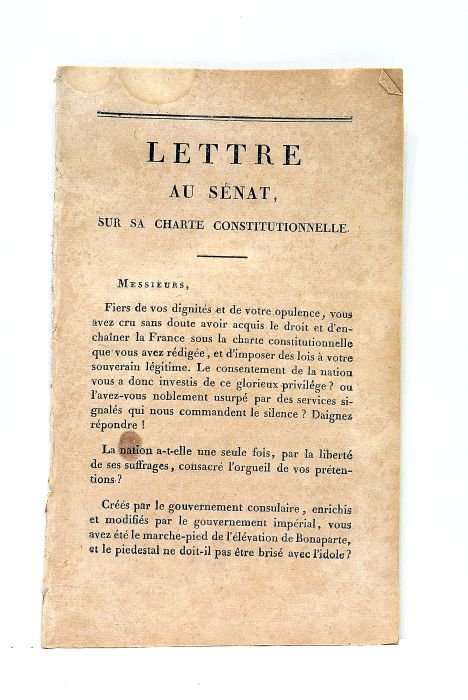 LETTRE
AU SÉNAT,
SUR SA CHARTE CONSTITUTIONNELLE.
MESSIEURS,
Fiers de vos dignités et de votre opulence, vous
avez cru sans doute avoir acquis le droit et d'en-
chaîner la France sous la charte constitutionnelle
que vous avez rédigée, et d'imposer des lois à votre
souverain légitime. Le consentement de la nation
vous a donc investis de ce glorieux privilége? ou
l'avez-vous noblement usurpé par des services si-
gnalés qui nous commandent le silence? Daignez
répondre!
La nation a-t-elle une seule fois, par la liberté
de ses suffrages, consacré l'orgueil de vos préten-
tions?
Créés par le gouvernement consulaire, enrichis
et modifiés par le gouvernement impérial, vous
avez été le marche-pied de l'élévation de Bonaparte,
et le piedestal ne doit-il pas être brisé avec l'idole?